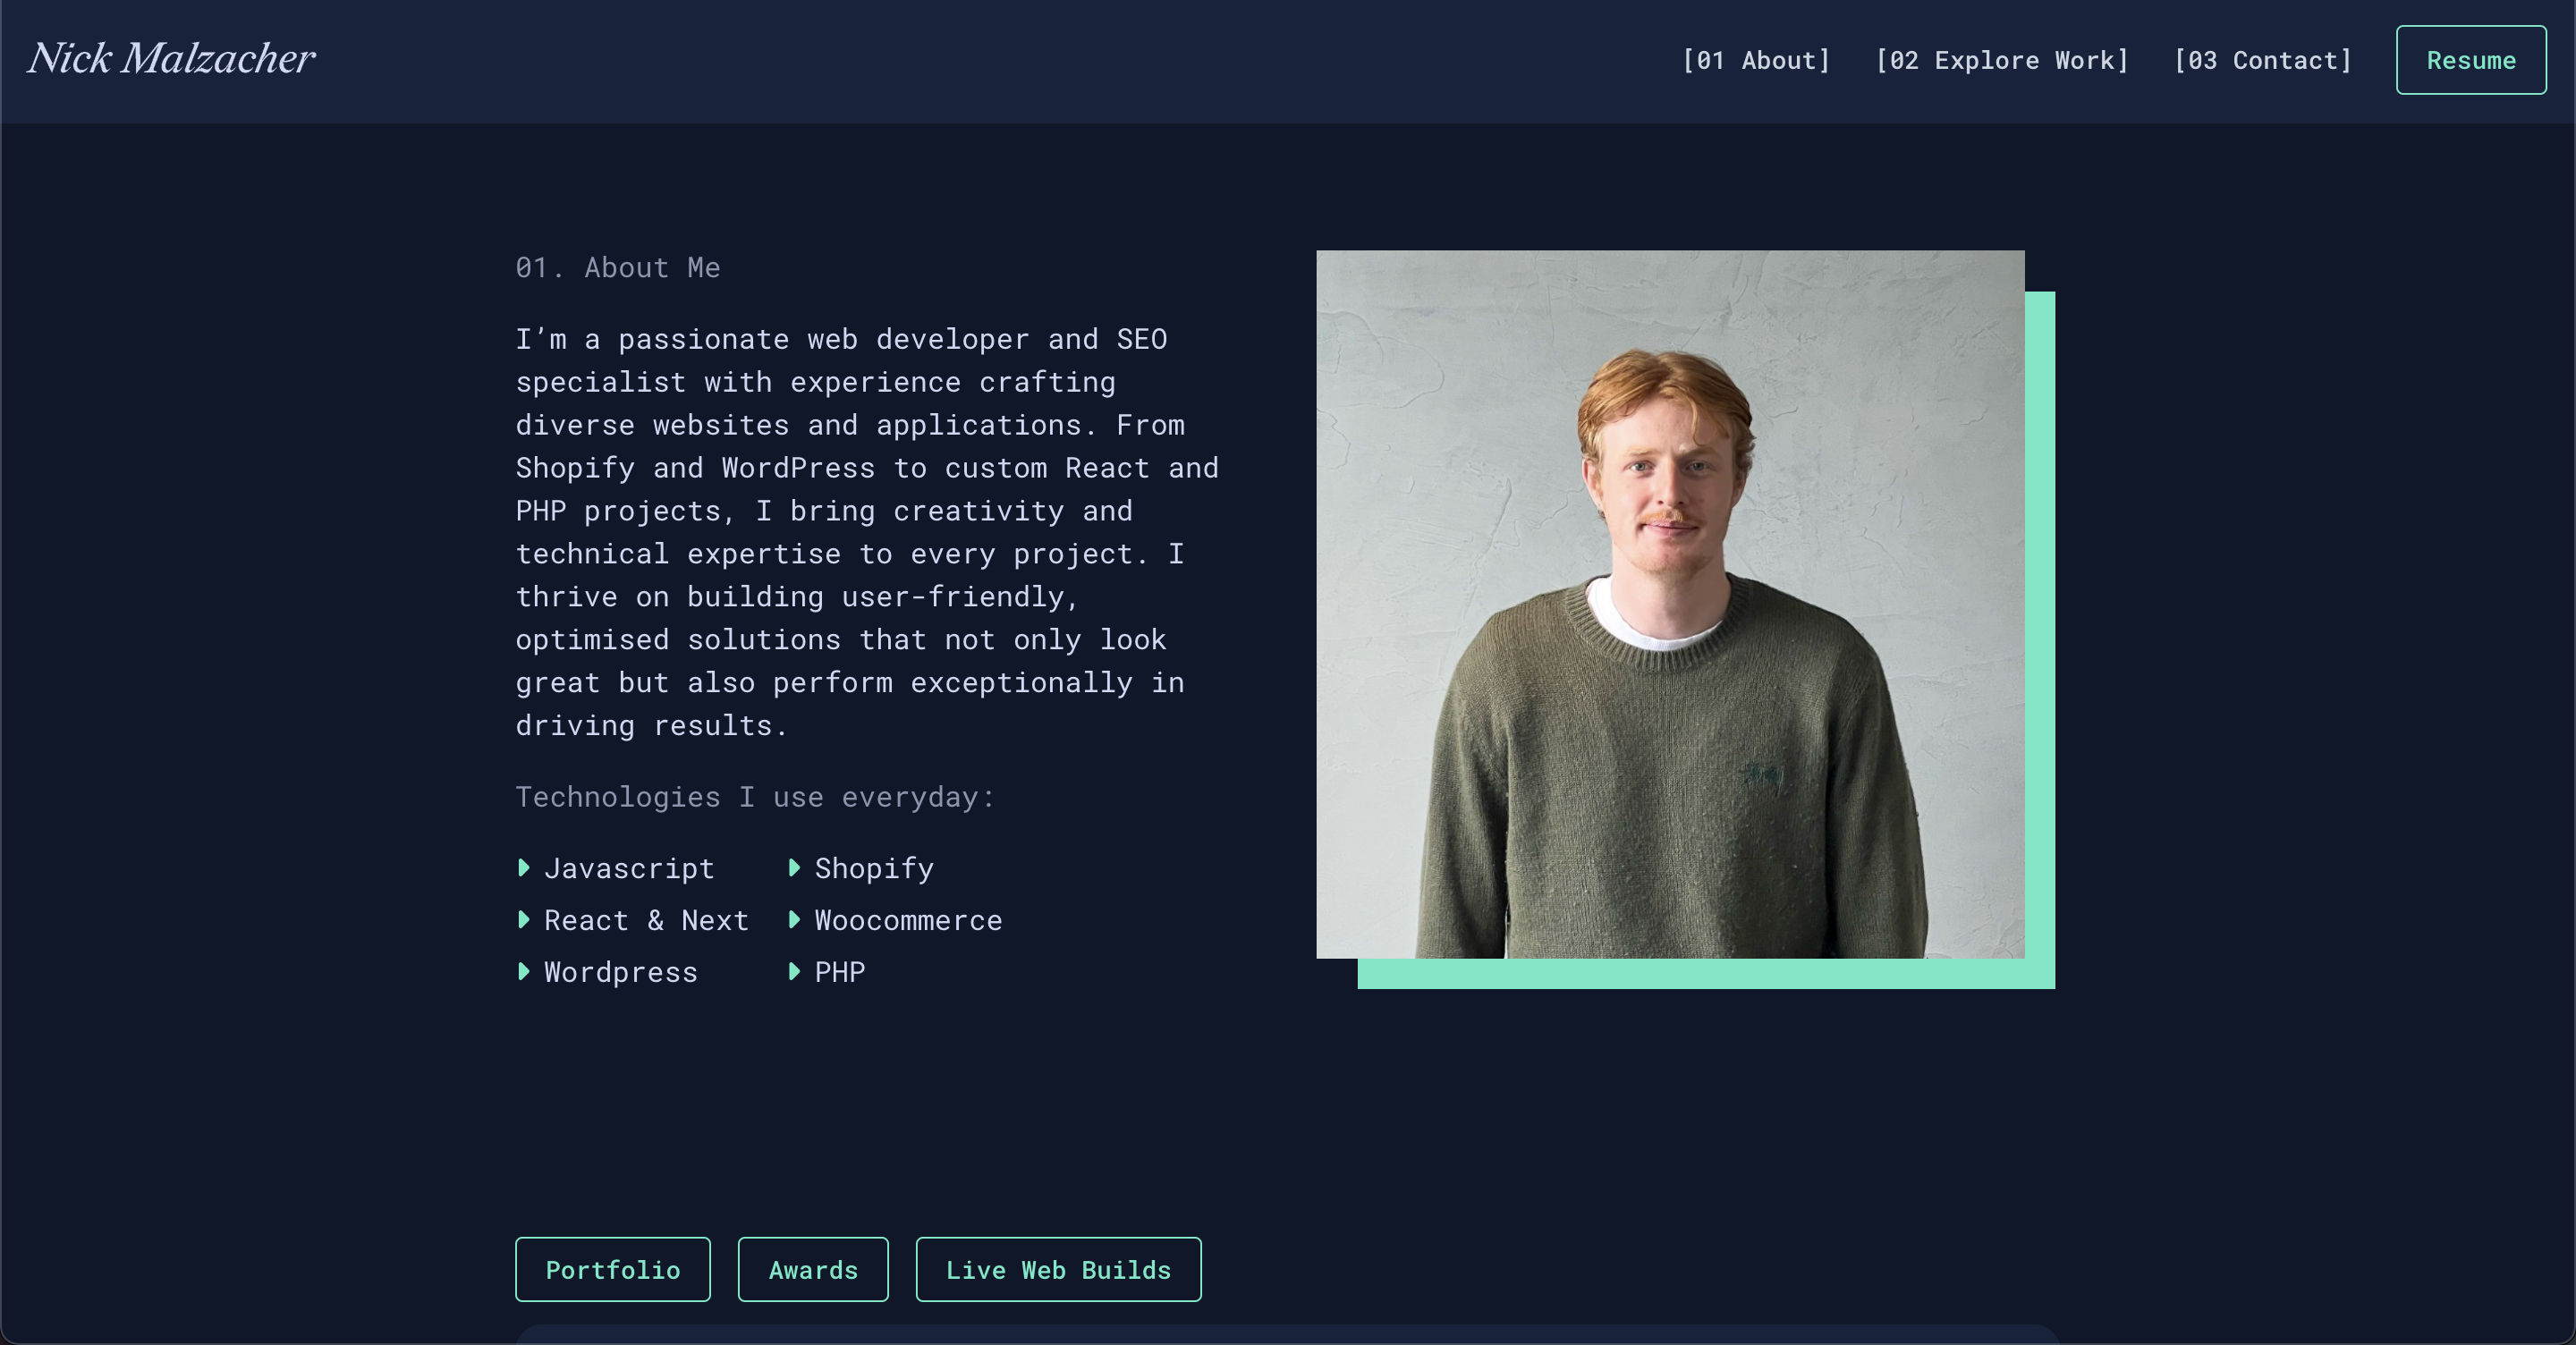 Nick Malzacher
[01 About]
[02 Explore Work]
[03 Contact]
Resume
01. About Me
I’m a passionate web developer and SEO
specialist with experience crafting
diverse websites and applications. From
Shopify and WordPress to custom React and
PHP projects, I bring creativity and
technical expertise to every project. I
thrive on building user-friendly,
optimised solutions that not only look
great but also perform exceptionally in
driving results.
Technologies I use everyday:
Javascript
React & Next
Wordpress
Shopify
Woocommerce
PHP
Portfolio
Awards
Live Web Builds